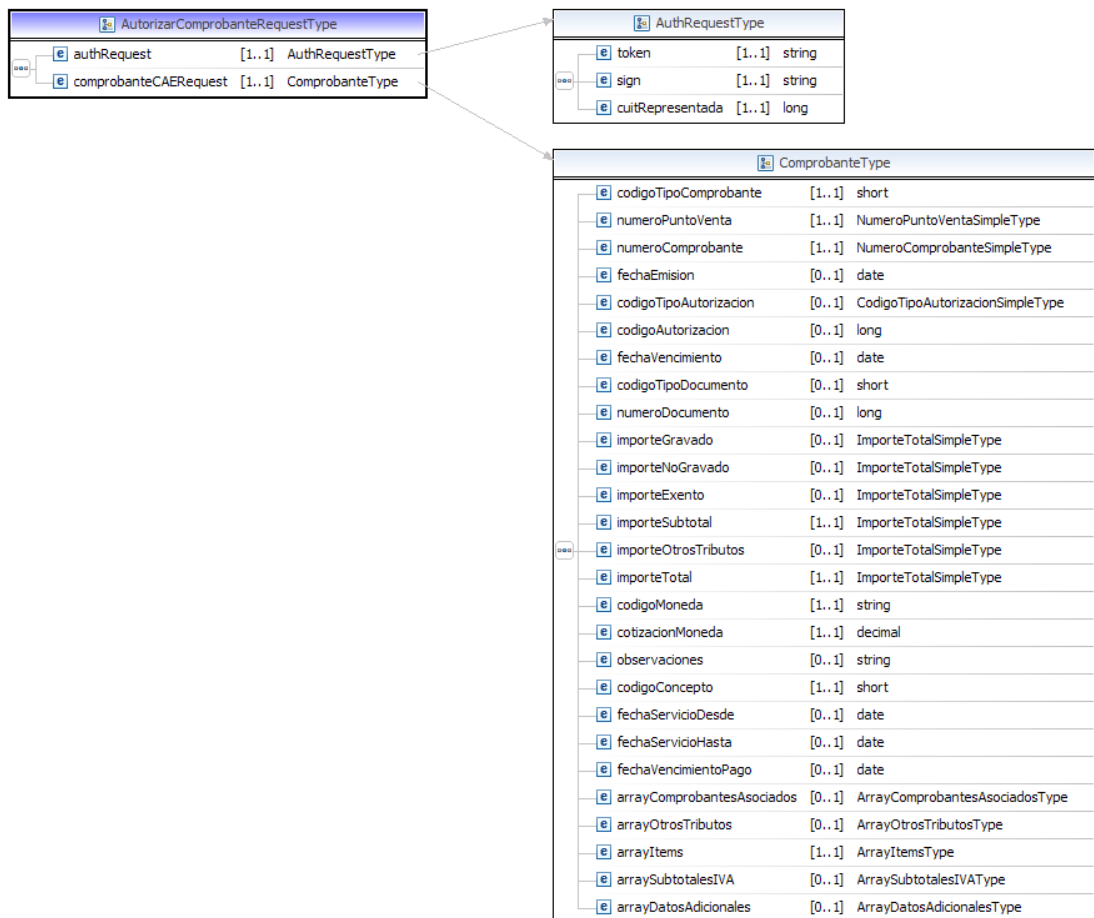 AutorizarComprobanteRequestType
e authRequest [1..1] AuthRequestType
e comprobanteCAERequest [1..1] ComprobanteType
AuthRequestType
e token [1..1] string
e sign [1..1] string
e cuitRepresentada [1..1] long
ComprobanteType
e codigoTipoComprobante [1..1] short
e numeroPuntoVenta [1..1] NumeroPuntoVentaSimpleType
e numeroComprobante [1..1] NumeroComprobanteSimpleType
e fechaEmision [0..1] date
e codigoTipoAutorizacion [0..1] CodigoTipoAutorizacionSimpleType
e codigoAutorizacion [0..1] long
e fechaVencimiento [0..1] date
e codigoTipoDocumento [0..1] short
e numeroDocumento [0..1] long
e importeGravado [0..1] ImporteTotalSimpleType
e importeNoGravado [0..1] ImporteTotalSimpleType
e importeExento [0..1] ImporteTotalSimpleType
e importeSubtotal [1..1] ImporteTotalSimpleType
e importeOtrosTributos [0..1] ImporteTotalSimpleType
e importeTotal [1..1] ImporteTotalSimpleType
e codigoMoneda [1..1] string
e cotizacionMoneda [1..1] decimal
e observaciones [0..1] string
e codigoConcepto [1..1] short
e fechaServicioDesde [0..1] date
e fechaServicioHasta [0..1] date
e fechaVencimientoPago [0..1] date
e arrayComprobantesAsociados [0..1] ArrayComprobantesAsociadosType
e arrayOtrosTributos [0..1] ArrayOtrosTributosType
e arrayItems [1..1] ArrayItemsType
e arraySubtotalesIVA [0..1] ArraySubtotalesIVAType
e arrayDatosAdicionales [0..1] ArrayDatosAdicionalesType